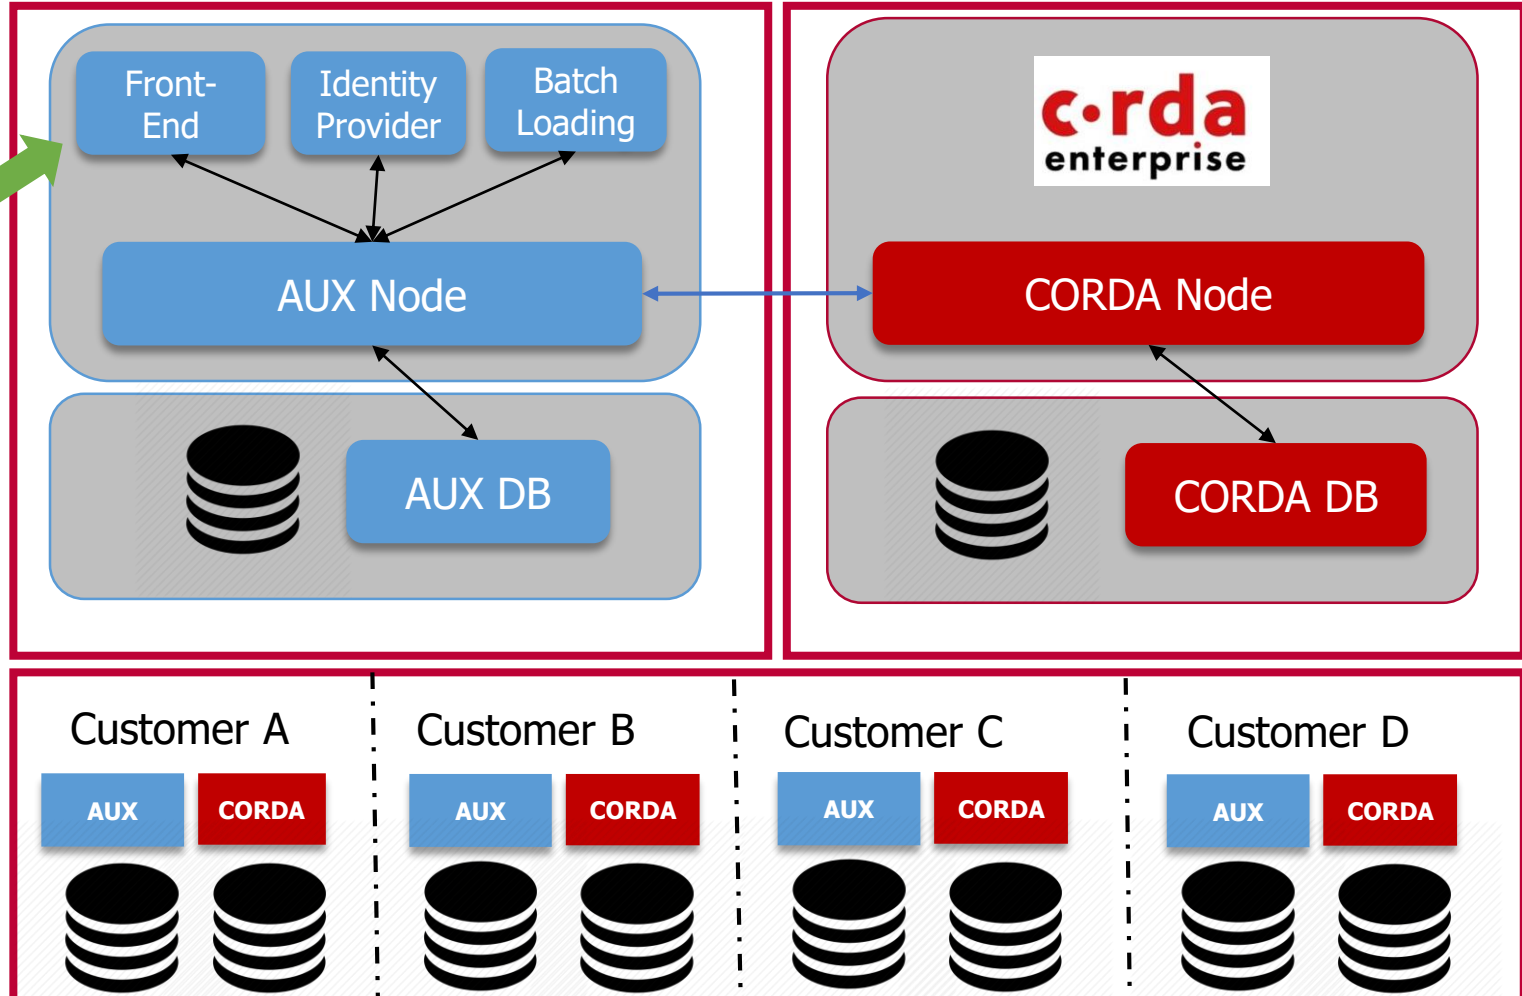 Front-
End
Identity
Provider
Batch
Loading
AUX Node
AUX DB
c•rda
enterprise
CORDA Node
CORDA DB
Customer A
AUX
CORDA
Customer B
AUX
CORDA
Customer C
AUX
CORDA
Customer D
AUX
CORDA